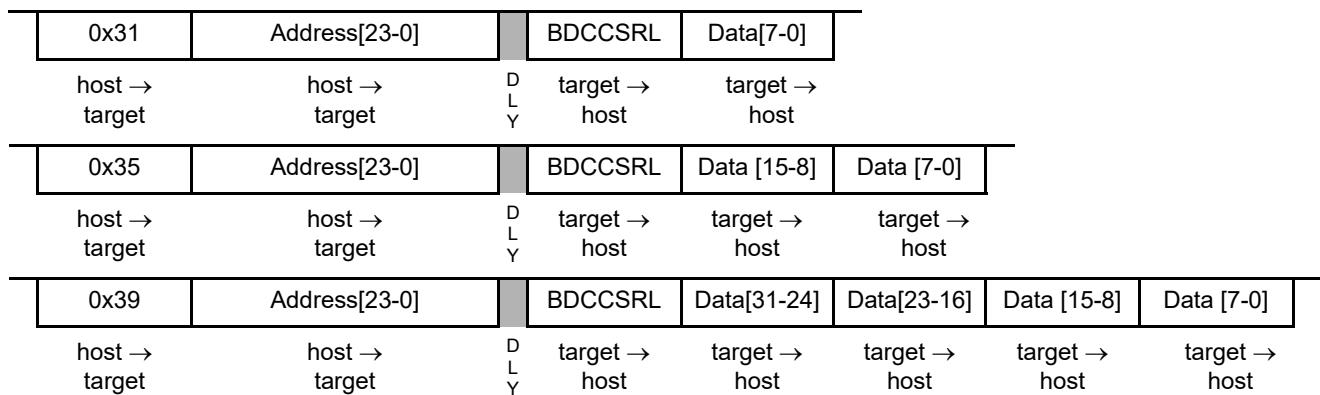 0x31 Address[23-0] BDCCSRL Data[7-0]
host → host → D target → target →
L
target target Y host host
0x35 Address[23-0] BDCCSRL Data [15-8] Data [7-0]
host → host → D target → target → target →
L
target target Y host host host
0x39 Address[23-0] BDCCSRL Data[31-24] Data[23-16] Data [15-8] Data [7-0]
host → host → D target → target → target → target → target →
L
target target Y host host host host host